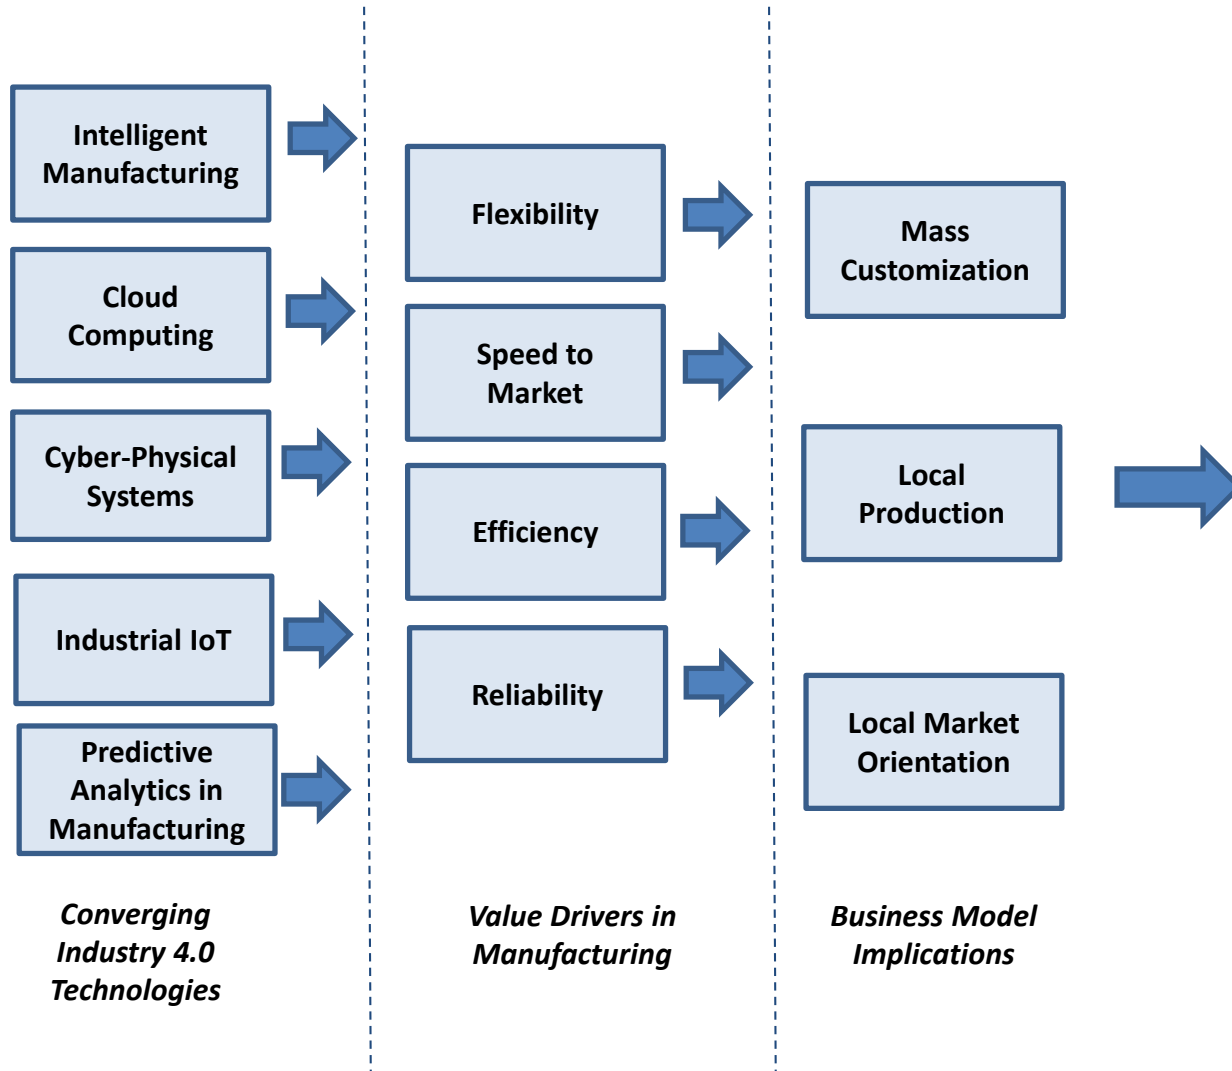 Intelligent
Manufacturing
Cloud
Computing
Cyber-Physical
Systems
Industrial IoT
Predictive
Analytics in
Manufacturing
Converging
Industry 4.0
Technologies
Flexibility
Speed to
Market
Efficiency
Reliability
Value Drivers in
Manufacturing
Mass
Customization
Local
Production
Local Market
Orientation
Business Model
Implications